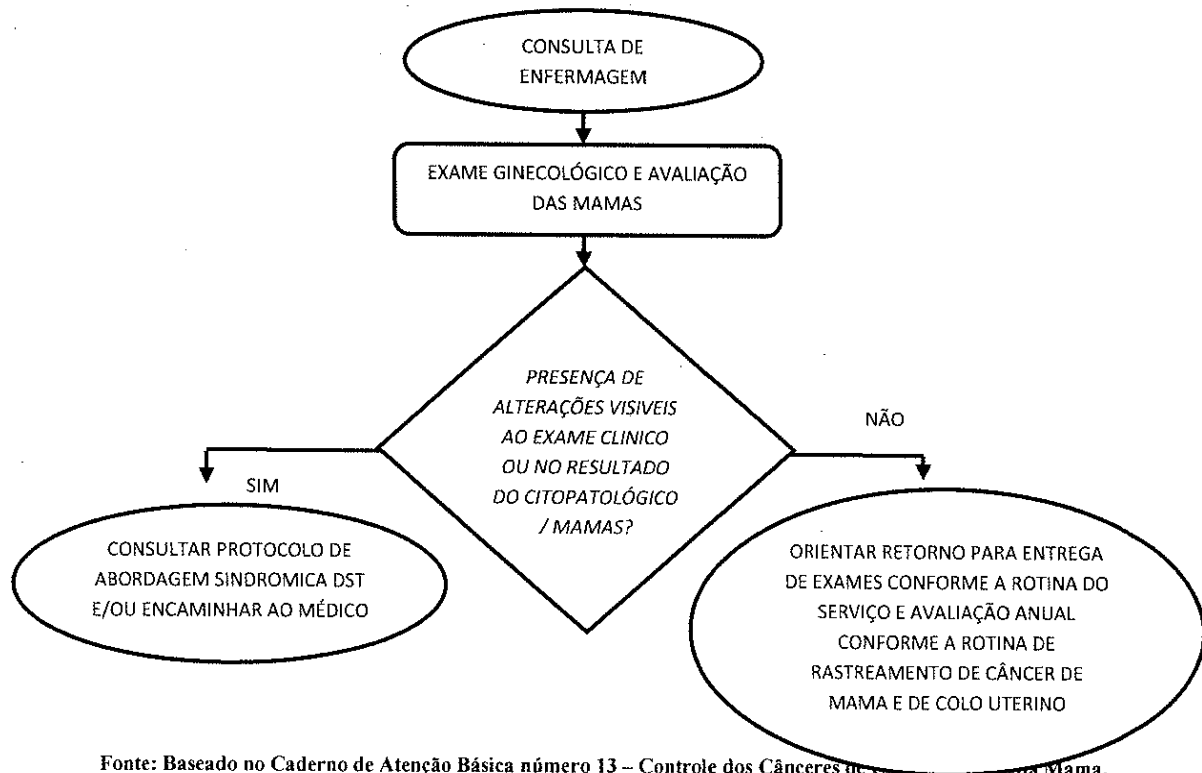 CONSULTA DE
ENFERMAGEM
EXAME GINECOLÓGICO E AVALIAÇÃO
DAS MAMAS
PRESENÇA DE
ALTERAÇÕES VISIVEIS
AO EXAME CLINICO
OU NO RESULTADO
DO CITOPATOLÓGICO
/ MAMAS?
SIM
NÃO
CONSULTAR PROTOCOLO DE
ABORDAGEM SINDROMICA DST
E/OU ENCAMINHAR AO MÉDICO
ORIENTAR RETORNO PARA ENTREGA
DE EXAMES CONFORME A ROTINA DO
SERVIÇO E AVALIAÇÃO ANUAL
CONFORME A ROTINA DE
RASTREAMENTO DE CÂNCER DE
MAMA E DE COLO UTERINO
Fonte: Baseado no Caderno de Atenção Básica número 13 – Controle dos Cânceres de Mama.